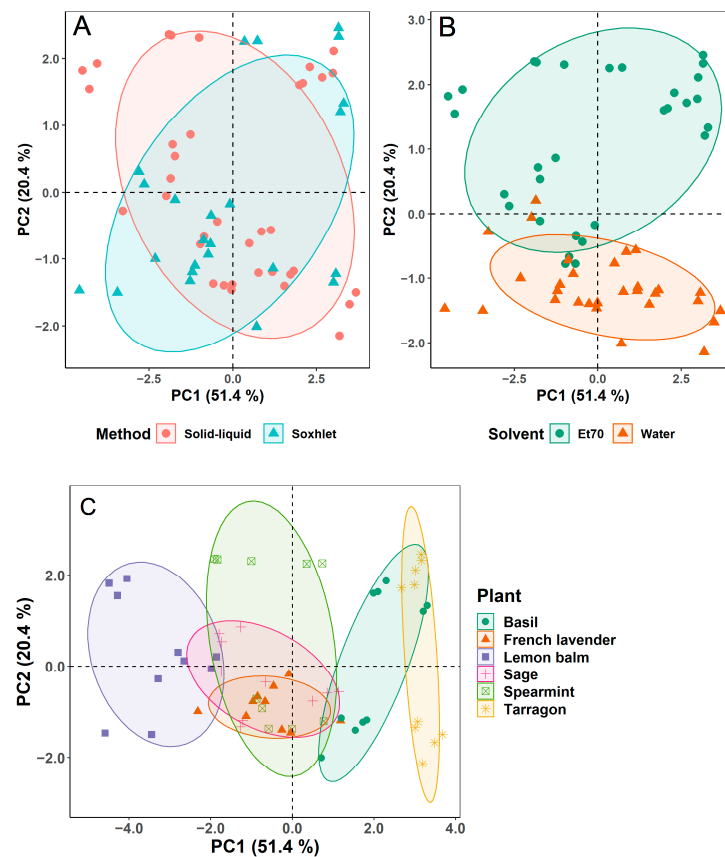 A
PC2 (20.4 %)
2.0
1.0
0.0
−1.0
−2.0
−2.5
0.0
2.5
PC1 (51.4 %)
Method Solid-liquid Soxhlet
B
PC2 (20.4 %)
3.0
2.0
1.0
0.0
−1.0
−2.0
−2.5
0.0
2.5
PC1 (51.4 %)
Solvent Et70 Water
C
PC2 (20.4 %)
2.0
0.0
−2.0
−4.0
−2.0
0.0
2.0
4.0
PC1 (51.4 %)
Plant
Basil
French lavender
Lemon balm
Sage
Spearmint
Tarragon